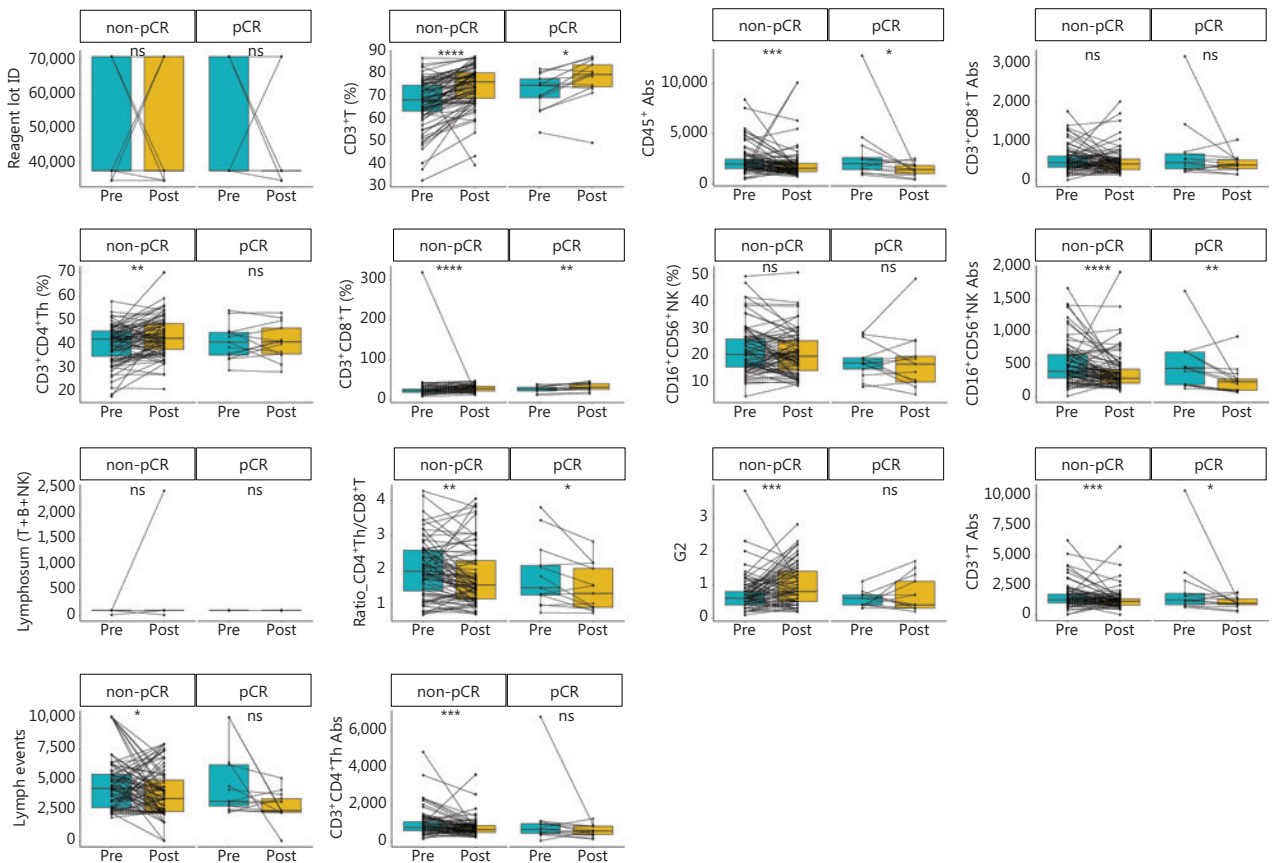 non-pCR pCR
ns ns
Reagent lot ID
70,000
60,000
50,000
40,000
Pre Post Pre Post
non-pCR pCR
**** *
CD3⁺T (%)
90
80
70
60
50
40
30
Pre Post Pre Post
non-pCR pCR
*** *
CD45⁺ Abs
10,000
5,000
0
Pre Post Pre Post
non-pCR pCR
ns ns
CD3⁺CD8⁺T Abs
3,000
2,000
1,000
0
Pre Post Pre Post
non-pCR pCR
** ns
CD3⁺CD4⁺Th (%)
70
60
50
40
30
20
Pre Post Pre Post
non-pCR pCR
**** **
CD3⁺CD8⁺T (%)
300
200
100
0
Pre Post Pre Post
non-pCR pCR
ns ns
CD16⁺CD56⁺NK (%)
50
40
30
20
10
Pre Post Pre Post
non-pCR pCR
**** **
CD16⁺CD56⁺NK Abs
2,000
1,500
1,000
500
0
Pre Post Pre Post
non-pCR pCR
ns ns
Lymphosum (T+B+NK)
2,500
2,000
1,500
1,000
500
0
Pre Post Pre Post
non-pCR pCR
** *
Ratio_CD4⁺Th/CD8⁺T
4
3
2
1
Pre Post Pre Post
non-pCR pCR
*** ns
G2
3
2
1
0
Pre Post Pre Post
non-pCR pCR
*** *
CD3⁺T Abs
10,000
7,500
5,000
2,500
0
Pre Post Pre Post
non-pCR pCR
* ns
Lymph events
10,000
7,500
5,000
2,500
0
Pre Post Pre Post
non-pCR pCR
*** ns
CD3⁺CD4⁺Th Abs
6,000
4,000
2,000
0
Pre Post Pre Post